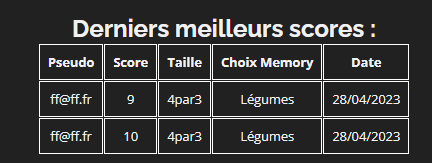 Derniers meilleurs scores :
Pseudo Score Taille Choix Memory Date
ff@ff.fr 9 4par3 Légumes 28/04/2023
ff@ff.fr 10 4par3 Légumes 28/04/2023